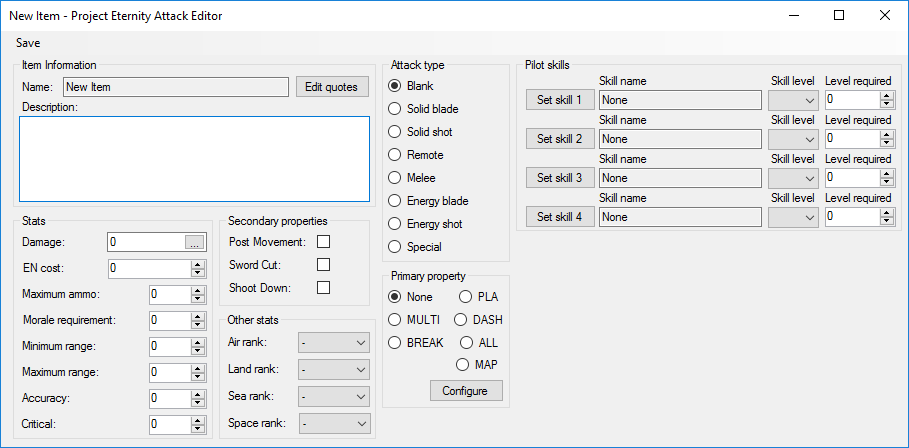 New Item - Project Eternity Attack Editor
Save
Item Information
Name: New Item Edit quotes
Description:
Stats
Damage: 0 ...
EN cost: 0
Maximum ammo: 0
Morale requirement: 0
Minimum range: 0
Maximum range: 0
Accuracy: 0
Critical: 0
Secondary properties
Post Movement:
Sword Cut:
Shoot Down:
Other stats
Air rank: -
Land rank: -
Sea rank: -
Space rank: -
Attack type
Blank
Solid blade
Solid shot
Remote
Melee
Energy blade
Energy shot
Special
Primary property
None PLA
MULTI DASH
BREAK ALL
MAP
Configure
Pilot skills
Skill name Skill level Level required
Set skill 1 None 0
Skill name Skill level Level required
Set skill 2 None 0
Skill name Skill level Level required
Set skill 3 None 0
Skill name Skill level Level required
Set skill 4 None 0